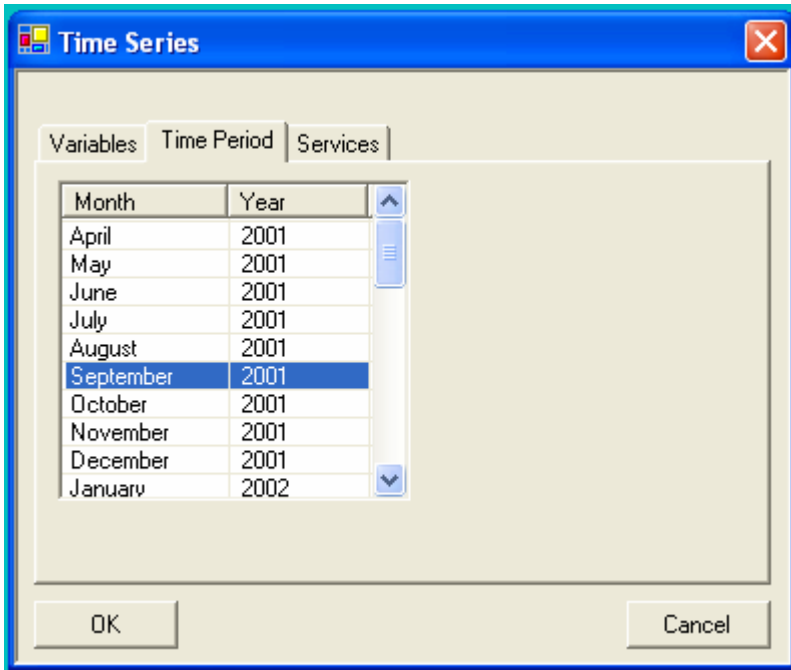 Time Series
Variables Time Period Services
Month Year
April 2001
May 2001
June 2001
July 2001
August 2001
September 2001
October 2001
November 2001
December 2001
January 2002
OK Cancel